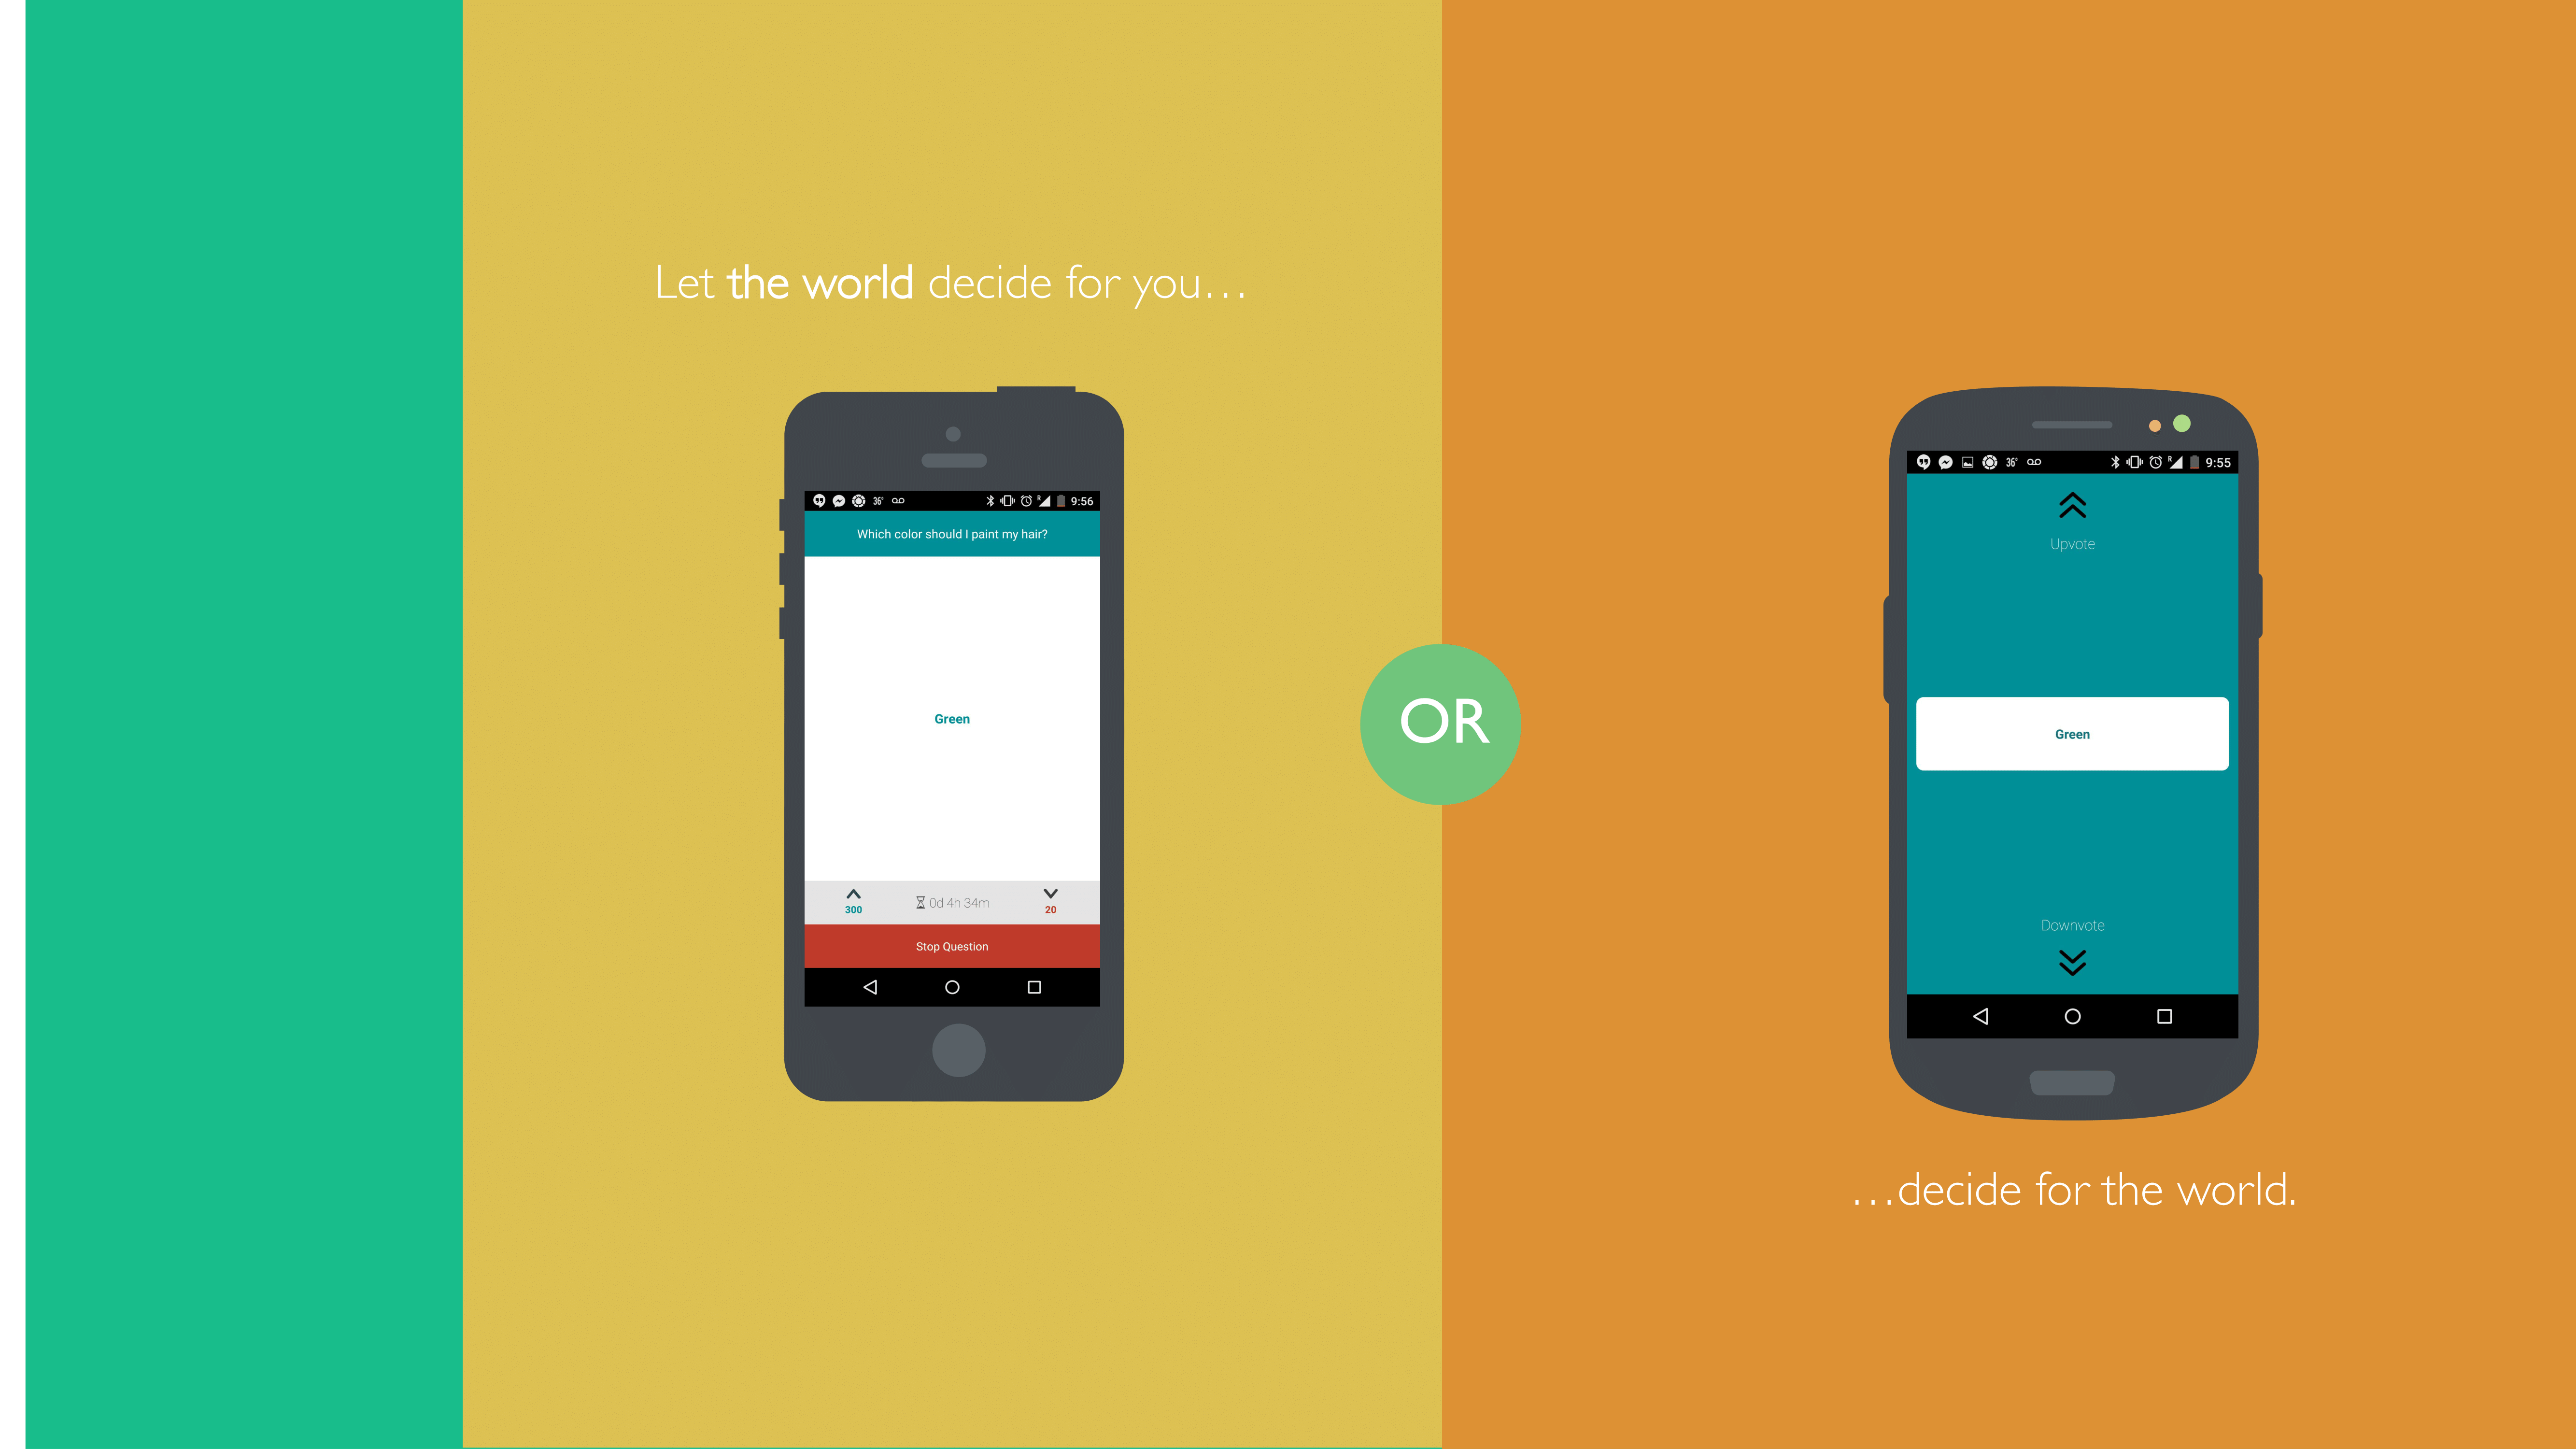 Let the world decide for you...
36°
9:56
Which color should I paint my hair?
Green
300
0d 4h 34m
20
Stop Question
OR
36°
R
9:55
Upvote
Green
Downvote
...decide for the world.